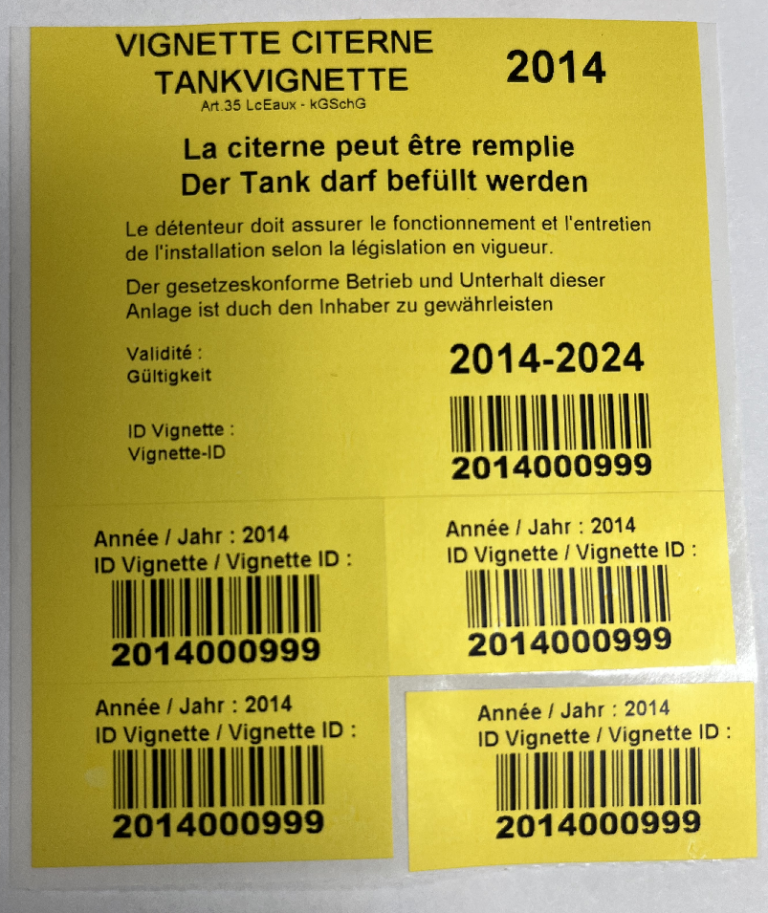 VIGNETTE CITERNE
TANKVIGNETTE
2014
Art.35 LcEaux - kGSchG
La citerne peut être remplie
Der Tank darf befüllt werden
Le détenteur doit assurer le fonctionnement et l'entretien
de l'installation selon la législation en vigueur.
Der gesetzeskonforme Betrieb und Unterhalt dieser
Anlage ist duch den Inhaber zu gewährleisten
Validité :
Gültigkeit
2014-2024
ID Vignette :
Vignette-ID
2014000999
Année / Jahr : 2014
ID Vignette / Vignette ID :
2014000999
Année / Jahr : 2014
ID Vignette / Vignette ID :
2014000999
Année / Jahr : 2014
ID Vignette / Vignette ID :
2014000999
Année / Jahr : 2014
ID Vignette / Vignette ID :
2014000999